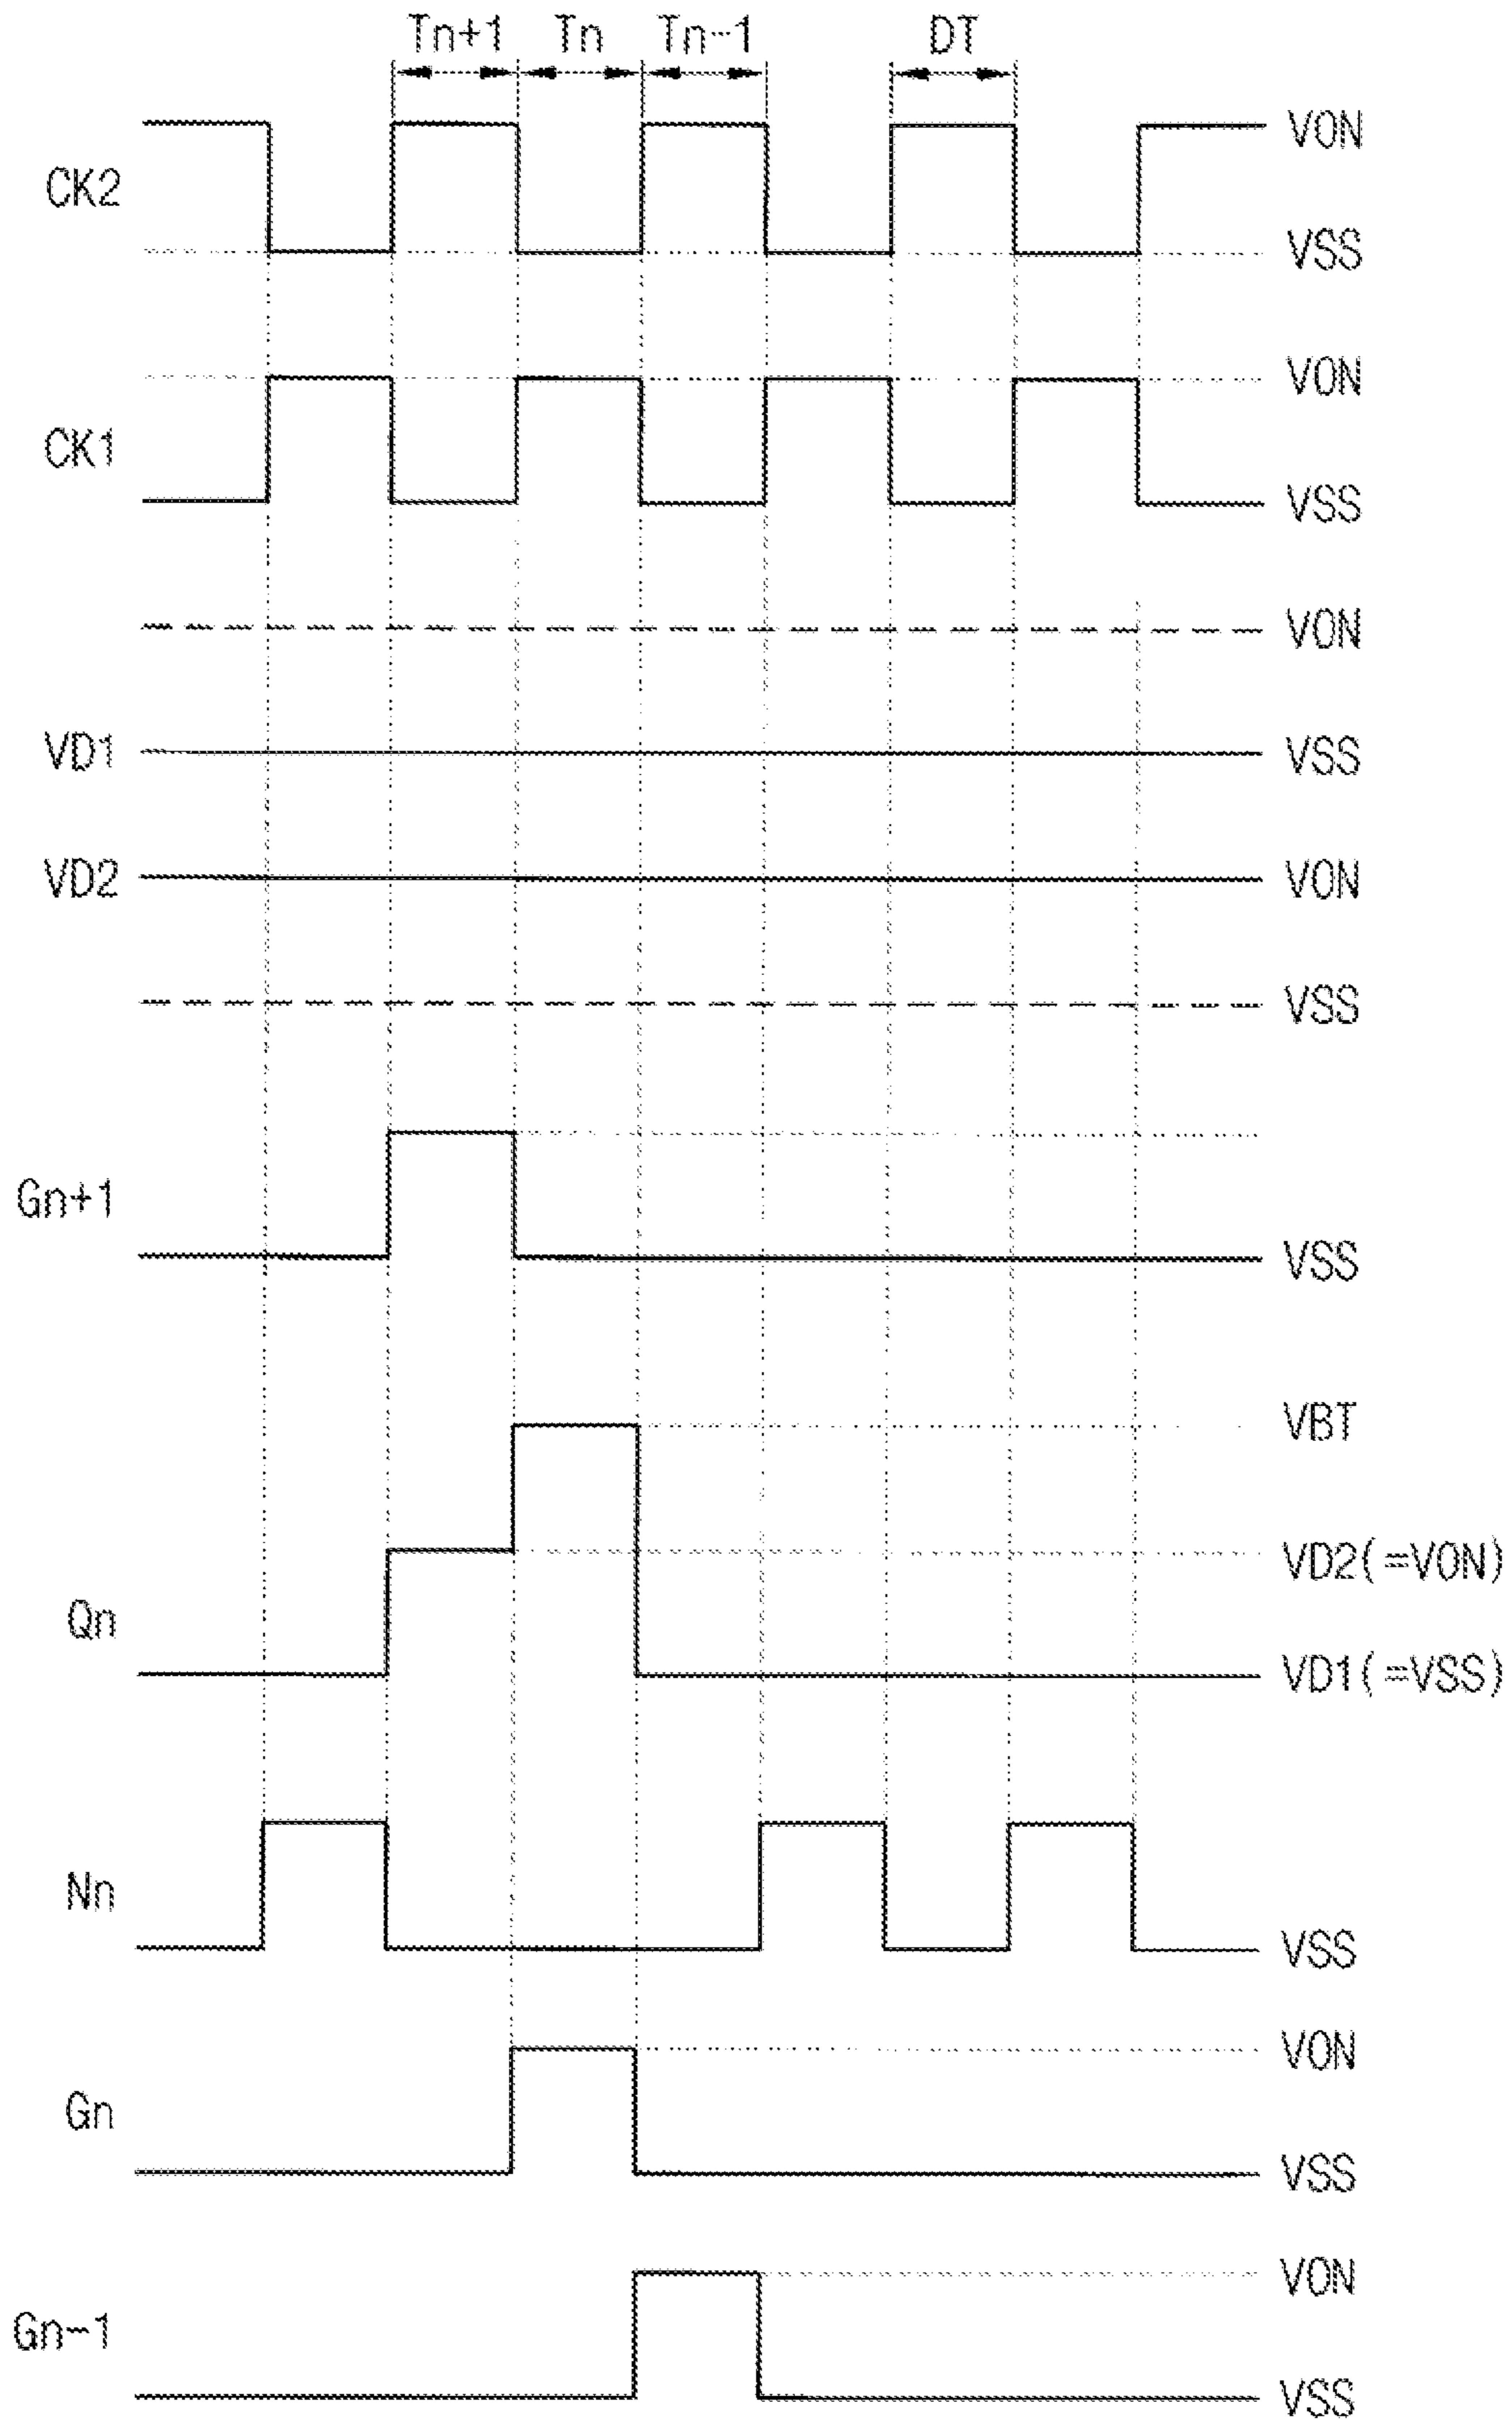 Tn+1 Tn Tn-1 DT
VON
CK2
VSS
VON
CK1
VSS
VON
VD1 VSS
VD2 VON
VSS
Gn+1
VSS
VBT
VD2(=VON)
Qn
VD1(=VSS)
Nn
VSS
VON
Gn
VSS
VON
Gn-1
VSS